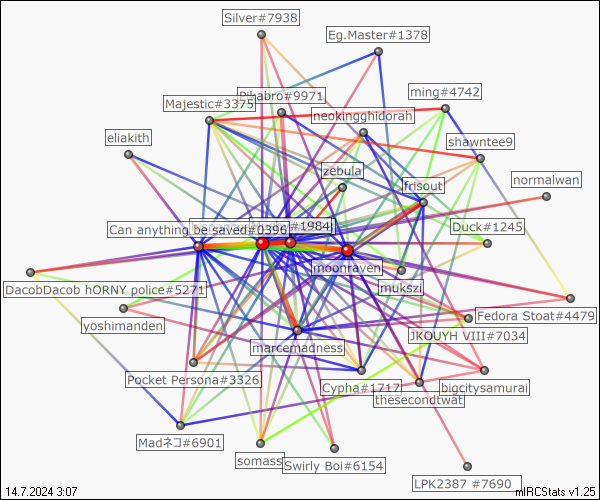 Silver#7938
Eg.Master#1378
Pihabro#9971
ming#4742
Majestic#3375
neokingghidorah
eliakith
shawntee9
zebula
normalwan
frisout
Can anything be saved#0396
#1984
Duck#1245
moonraven
DacobDacob hORNY police#5271
mukszi
Fedora Stoat#4479
yoshimanden
JKOUYH VIII#7034
marcemadness
Pocket Persona#3326
Cypha#1717
bigcitysamurai
thesecondtwat
Madネコ#6901
somass
Swirly Boi#6154
LPK2387 #7690
14.7.2024 3:07
mIRCStats v1.25